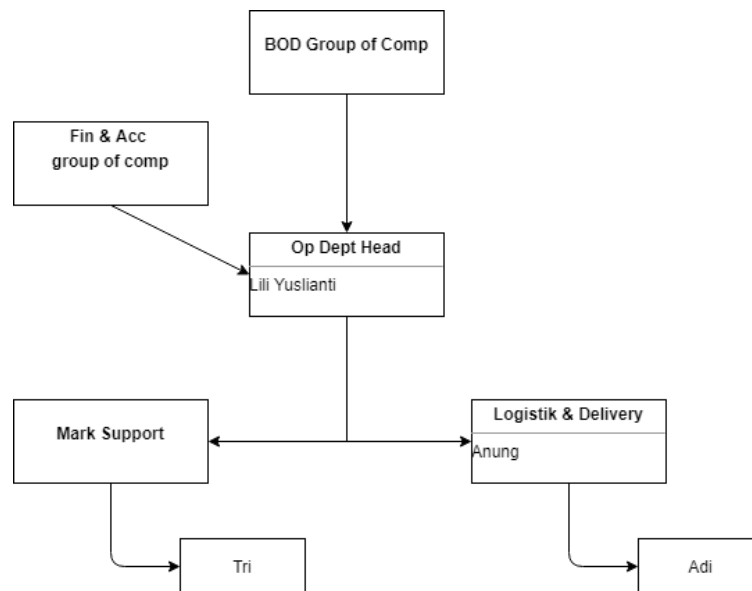 BOD Group of Comp
Fin & Acc
group of comp
Op Dept Head
Lili Yuslianti
Mark Support
Logistik & Delivery
Anung
Tri
Adi